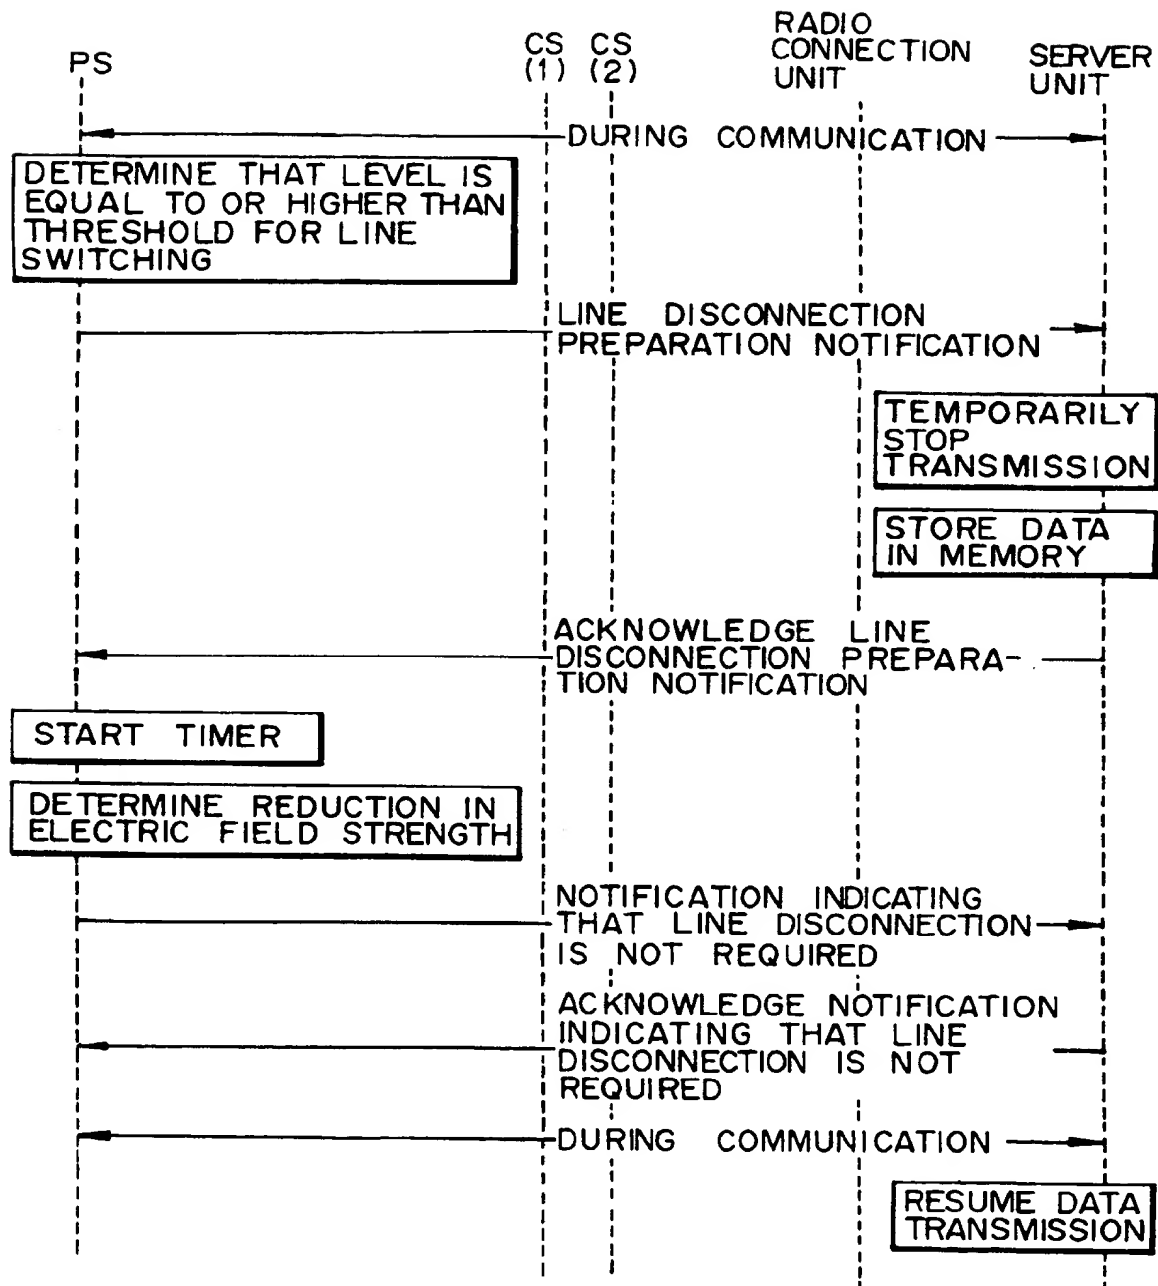 PS
CS
(1)
CS
(2)
RADIO
CONNECTION
UNIT
SERVER
UNIT
DURING COMMUNICATION
DETERMINE THAT LEVEL IS
EQUAL TO OR HIGHER THAN
THRESHOLD FOR LINE
SWITCHING
LINE DISCONNECTION
PREPARATION NOTIFICATION
TEMPORARILY
STOP
TRANSMISSION
STORE DATA
IN MEMORY
ACKNOWLEDGE LINE
DISCONNECTION PREPARA-
TION NOTIFICATION
START TIMER
DETERMINE REDUCTION IN
ELECTRIC FIELD STRENGTH
NOTIFICATION INDICATING
THAT LINE DISCONNECTION
IS NOT REQUIRED
ACKNOWLEDGE NOTIFICATION
INDICATING THAT LINE
DISCONNECTION IS NOT
REQUIRED
DURING COMMUNICATION
RESUME DATA
TRANSMISSION